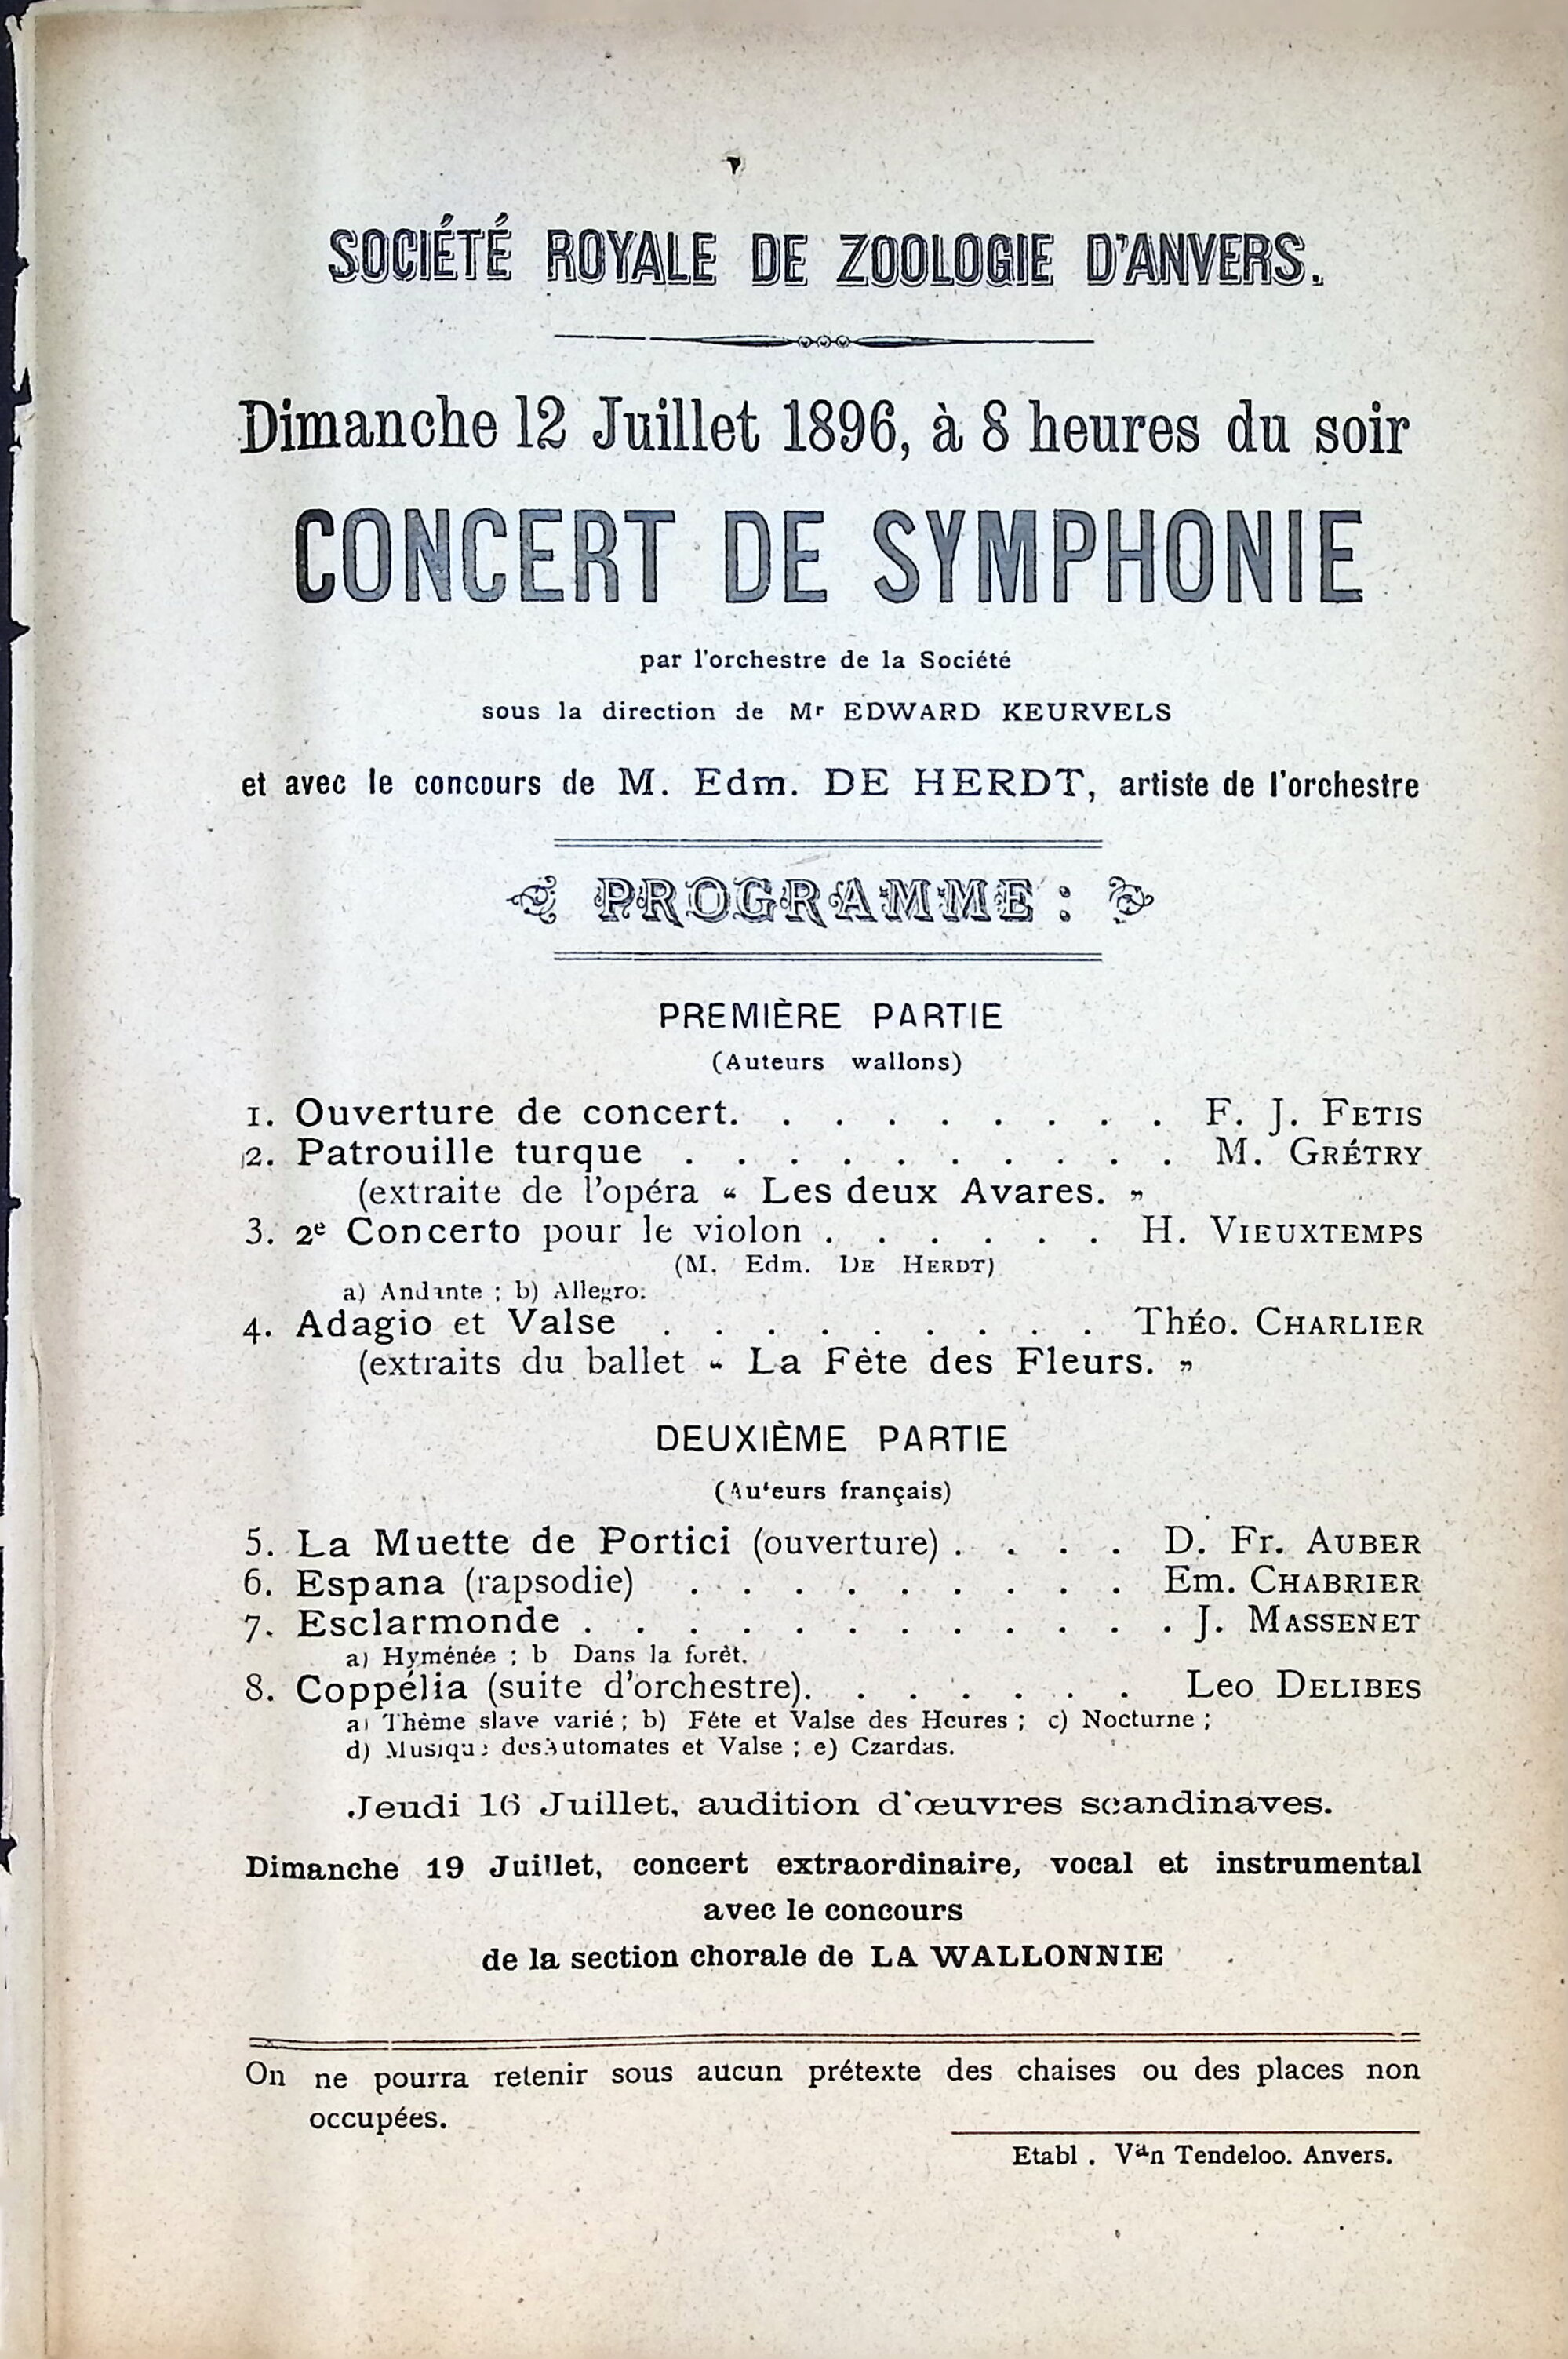 SOCIÉTÉ ROYALE DE ZOOLOGIE D'ANVERS.
Dimanche 12 Juillet 1896, à 8 heures du soir
CONCERT DE SYMPHONIE
par l'orchestre de la Société
sous la direction de Mr EDWARD KEURVELS
et avec le concours de M. Edm. DE HERDT, artiste de l'orchestre
PROGRAMME :
PREMIÈRE PARTIE
(Auteurs wallons)
1. Ouverture de concert. . . . . . . . . F. J. FETIS
2. Patrouille turque . . . . . . . . . . M. GRÉTRY
(extraite de l'opéra “ Les deux Avares. ”
3. 2e Concerto pour le violon . . . . . . H. VIEUXTEMPS
(M. Edm. DE HERDT)
a) Andante ; b) Allegro.
4. Adagio et Valse . . . . . . . . . Théo. CHARLIER
(extraits du ballet “ La Fète des Fleurs. ”
DEUXIÈME PARTIE
(Auteurs français)
5. La Muette de Portici (ouverture) . . . . D. Fr. AUBER
6. Espana (rapsodie) . . . . . . . . . Em. CHABRIER
7. Esclarmonde . . . . . . . . . . . . J. MASSENET
a) Hyménée ; b Dans la forêt.
8. Coppélia (suite d'orchestre). . . . . . . Leo DELIBES
a) Thème slave varié ; b) Fête et Valse des Heures ; c) Nocturne ;
d) Musique des Automates et Valse ; e) Czardas.
Jeudi 16 Juillet, audition d'œuvres scandinaves.
Dimanche 19 Juillet, concert extraordinaire, vocal et instrumental
avec le concours
de la section chorale de LA WALLONNIE
On ne pourra retenir sous aucun prétexte des chaises ou des places non
occupées.
Etabl . Van Tendeloo. Anvers.